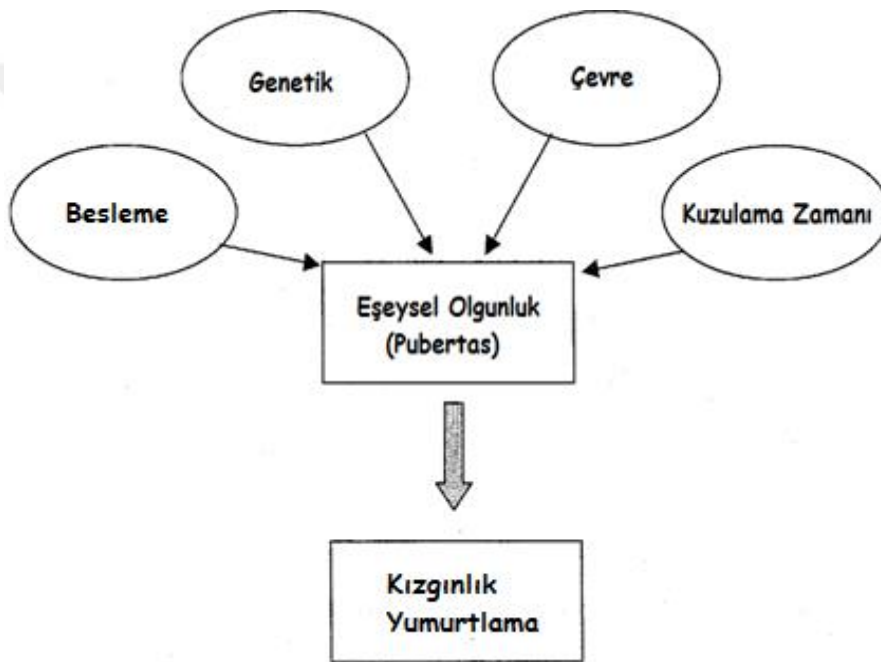 Genetik
Çevre
Besleme
Kuzulama Zamanı
Eşeysel Olgunluk
(Pubertas)
Kızgınlık
Yumurtlama